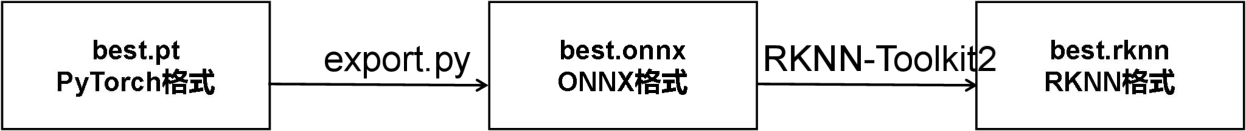 best.pt
PyTorch格式
export.py
best.onnx
ONNX格式
RKNN-Toolkit2
best.rknn
RKNN格式